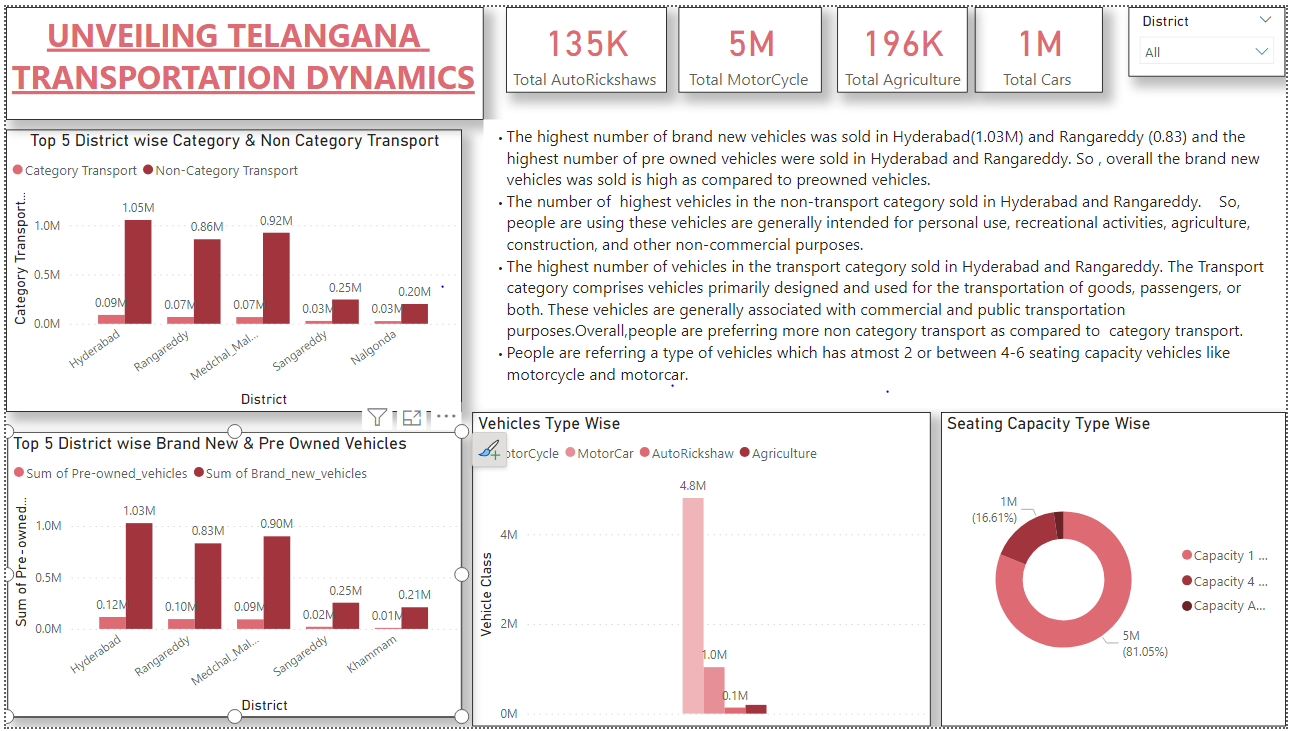 UNVEILING TELANGANA
TRANSPORTATION DYNAMICS
135K
Total AutoRickshaws
5M
Total MotorCycle
196K
Total Agriculture
1M
Total Cars
District
All
Top 5 District wise Category & Non Category Transport
Category Transport Non-Category Transport
Category Transport...
1.0M
0.5M
0.0M
0.09M
1.05M
0.07M
0.86M
0.07M
0.92M
0.03M
0.25M
0.03M
0.20M
Hyderabad
Rangareddy
Medchal_Mal...
Sangareddy
Nalgonda
District
• The highest number of brand new vehicles was sold in Hyderabad(1.03M) and Rangareddy (0.83) and the
highest number of pre owned vehicles were sold in Hyderabad and Rangareddy. So , overall the brand new
vehicles was sold is high as compared to preowned vehicles.
• The number of  highest vehicles in the non-transport category sold in Hyderabad and Rangareddy.    So,
people are using these vehicles are generally intended for personal use, recreational activities, agriculture,
construction, and other non-commercial purposes.
• The highest number of vehicles in the transport category sold in Hyderabad and Rangareddy. The Transport
category comprises vehicles primarily designed and used for the transportation of goods, passengers, or
both. These vehicles are generally associated with commercial and public transportation
purposes.Overall,people are preferring more non category transport as compared to  category transport.
• People are referring a type of vehicles which has atmost 2 or between 4-6 seating capacity vehicles like
motorcycle and motorcar.
Top 5 District wise Brand New & Pre Owned Vehicles
Sum of Pre-owned_vehicles Sum of Brand_new_vehicles
Sum of Pre-owned...
1.0M
0.5M
0.0M
0.12M
1.03M
0.10M
0.83M
0.09M
0.90M
0.02M
0.25M
0.01M
0.21M
Hyderabad
Rangareddy
Medchal_Mal...
Sangareddy
Khammam
District
Vehicles Type Wise
otorCycle MotorCar AutoRickshaw Agriculture
Vehicle Class
4M
2M
0M
4.8M
1.0M
0.1M
Seating Capacity Type Wise
1M
(16.61%)
5M
(81.05%)
Capacity 1 ...
Capacity 4 ...
Capacity A...